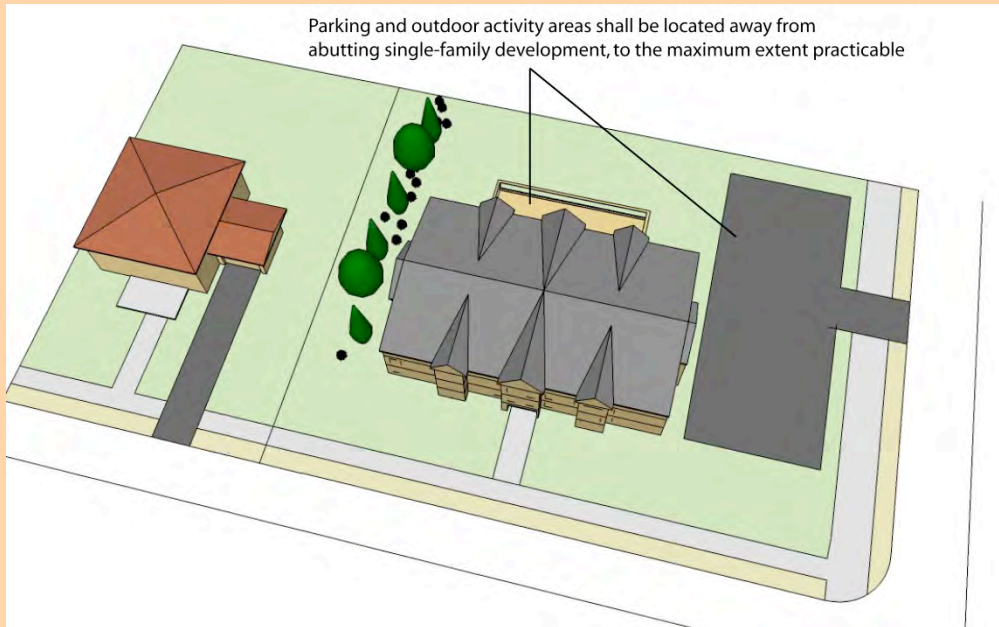 Parking and outdoor activity areas shall be located away from
abutting single-family development, to the maximum extent practicable